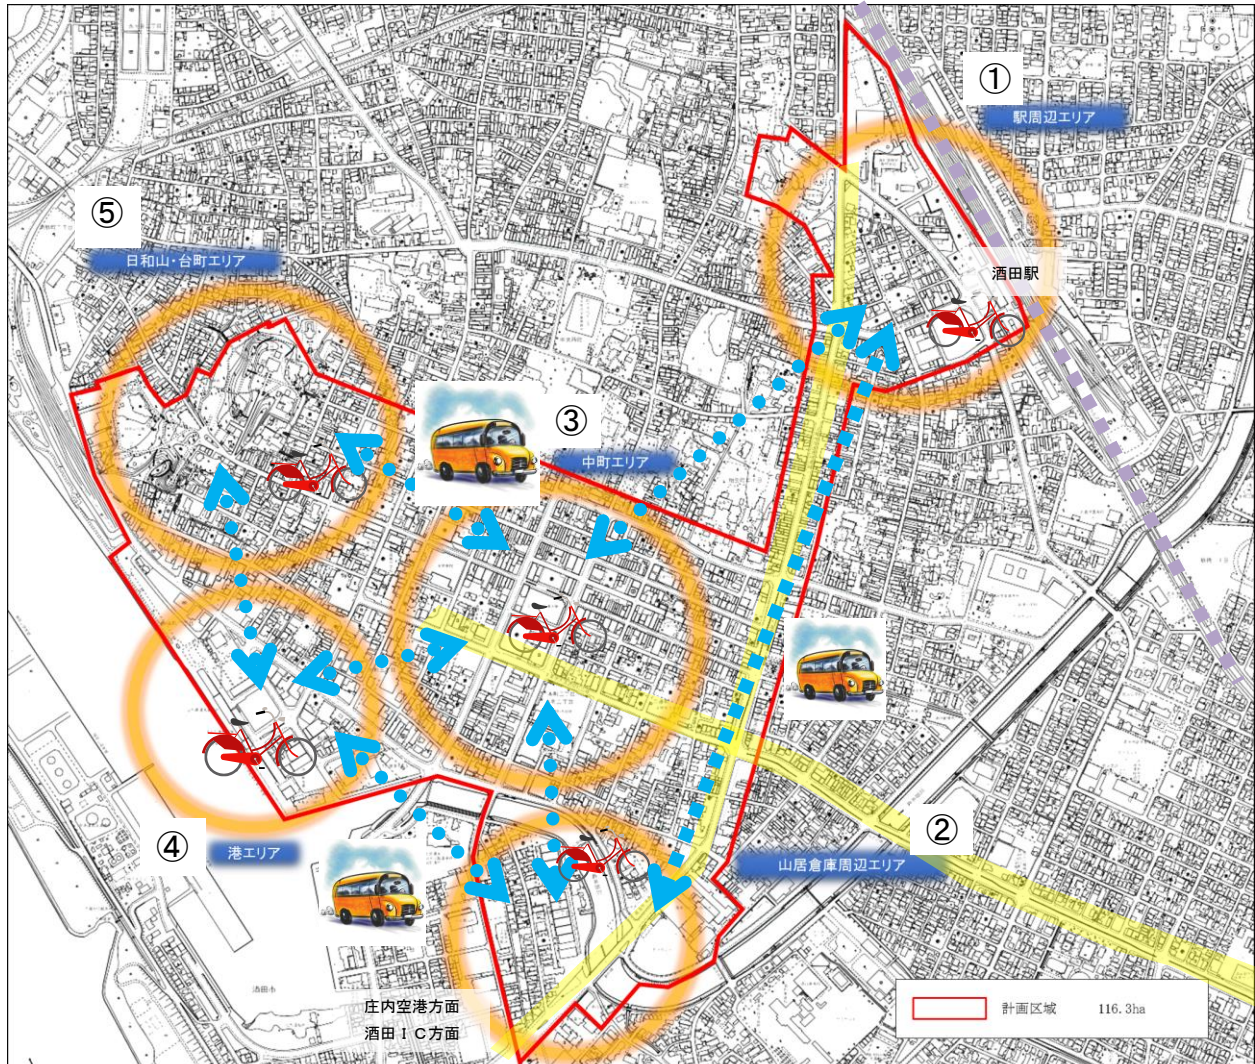 ①
駅周辺エリア
⑤
日和山・台町エリア
酒田駅
③
中町エリア
②
山居倉庫周辺エリア
④
港エリア
酒田市
庄内空港方面
酒田IC方面
計画区域 116.3ha